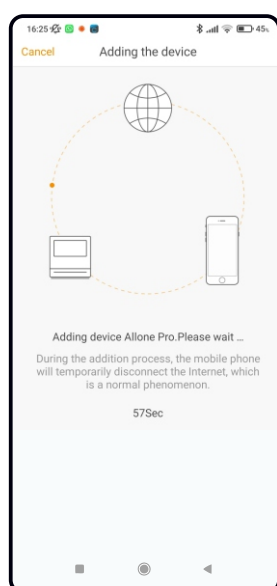 16:25 45%
Cancel Adding the device
Adding device Allone Pro.Please wait ...
During the addition process, the mobile phone
will temporarily disconnect the Internet, which
is a normal phenomenon.
57Sec